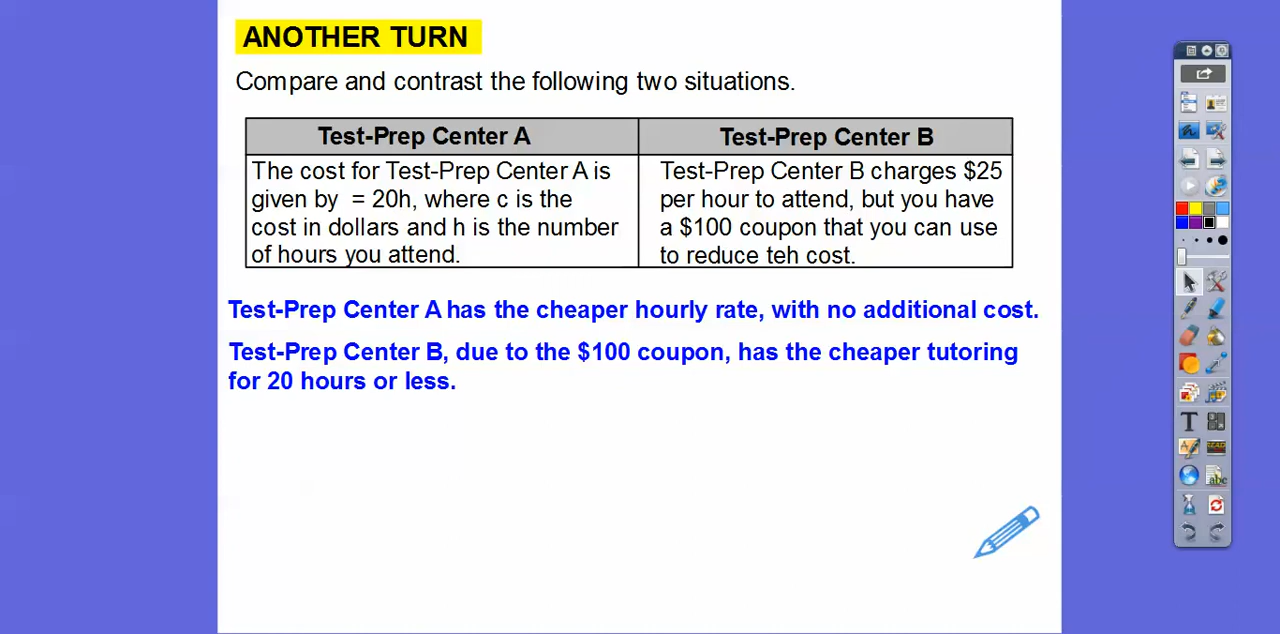 ANOTHER TURN
Compare and contrast the following two situations.
Test-Prep Center A
The cost for Test-Prep Center A is
given by  = 20h, where c is the
cost in dollars and h is the number
of hours you attend.
Test-Prep Center B
Test-Prep Center B charges $25
per hour to attend, but you have
a $100 coupon that you can use
to reduce teh cost.
Test-Prep Center A has the cheaper hourly rate, with no additional cost.
Test-Prep Center B, due to the $100 coupon, has the cheaper tutoring
for 20 hours or less.